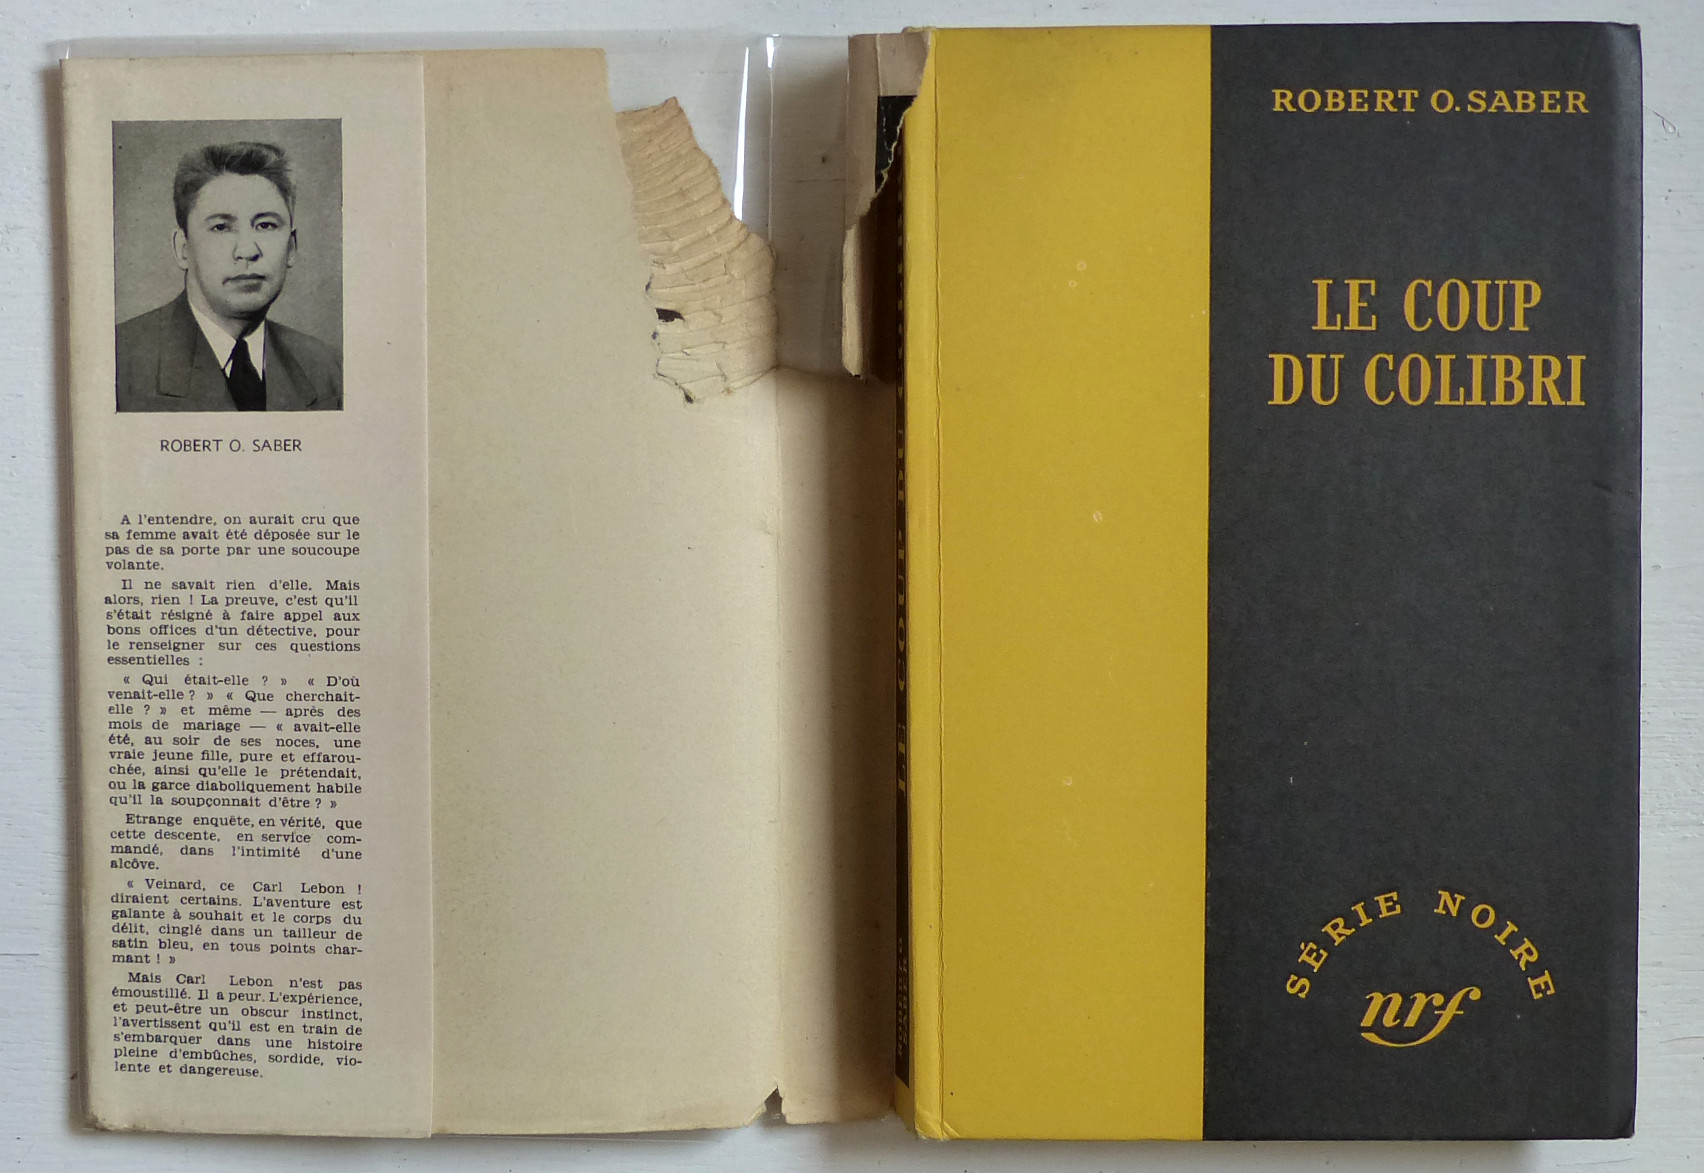 ROBERT O. SABER
A l'entendre, on aurait cru que
sa femme avait été déposée sur le
pas de sa porte par une soucoupe
volante.
Il ne savait rien d'elle. Mais
alors, rien ! La preuve, c'est qu'il
s'était résigné à faire appel aux
bons offices d'un détective, pour
le renseigner sur ces questions
essentielles :
« Qui était-elle ? » « D'où
venait-elle ? » « Que cherchait-
elle ? » et même — après des
mois de mariage — « avait-elle
été, au soir de ses noces, une
vraie jeune fille, pure et effarou-
chée, ainsi qu'elle le prétendait,
ou la garce diaboliquement habile
qu'il la soupçonnait d'être ? »
Etrange enquête, en vérité, que
cette descente, en service com-
mandé, dans l'intimité d'une
alcôve.
« Veinard, ce Carl Lebon !
diraient certains. L'aventure est
galante à souhait et le corps du
délit, cinglé dans un tailleur de
satin bleu, en tous points char-
mant ! »
Mais Carl Lebon n'est pas
émoustillé. Il a peur. L'expérience,
et peut-être un obscur instinct,
l'avertissent qu'il est en train de
s'embarquer dans une histoire
pleine d'embûches, sordide, vio-
lente et dangereuse.
LE COUP DU
ROBERT O.
SABER
ROBERT O. SABER
LE COUP
DU COLIBRI
SÉRIE NOIRE
nrf